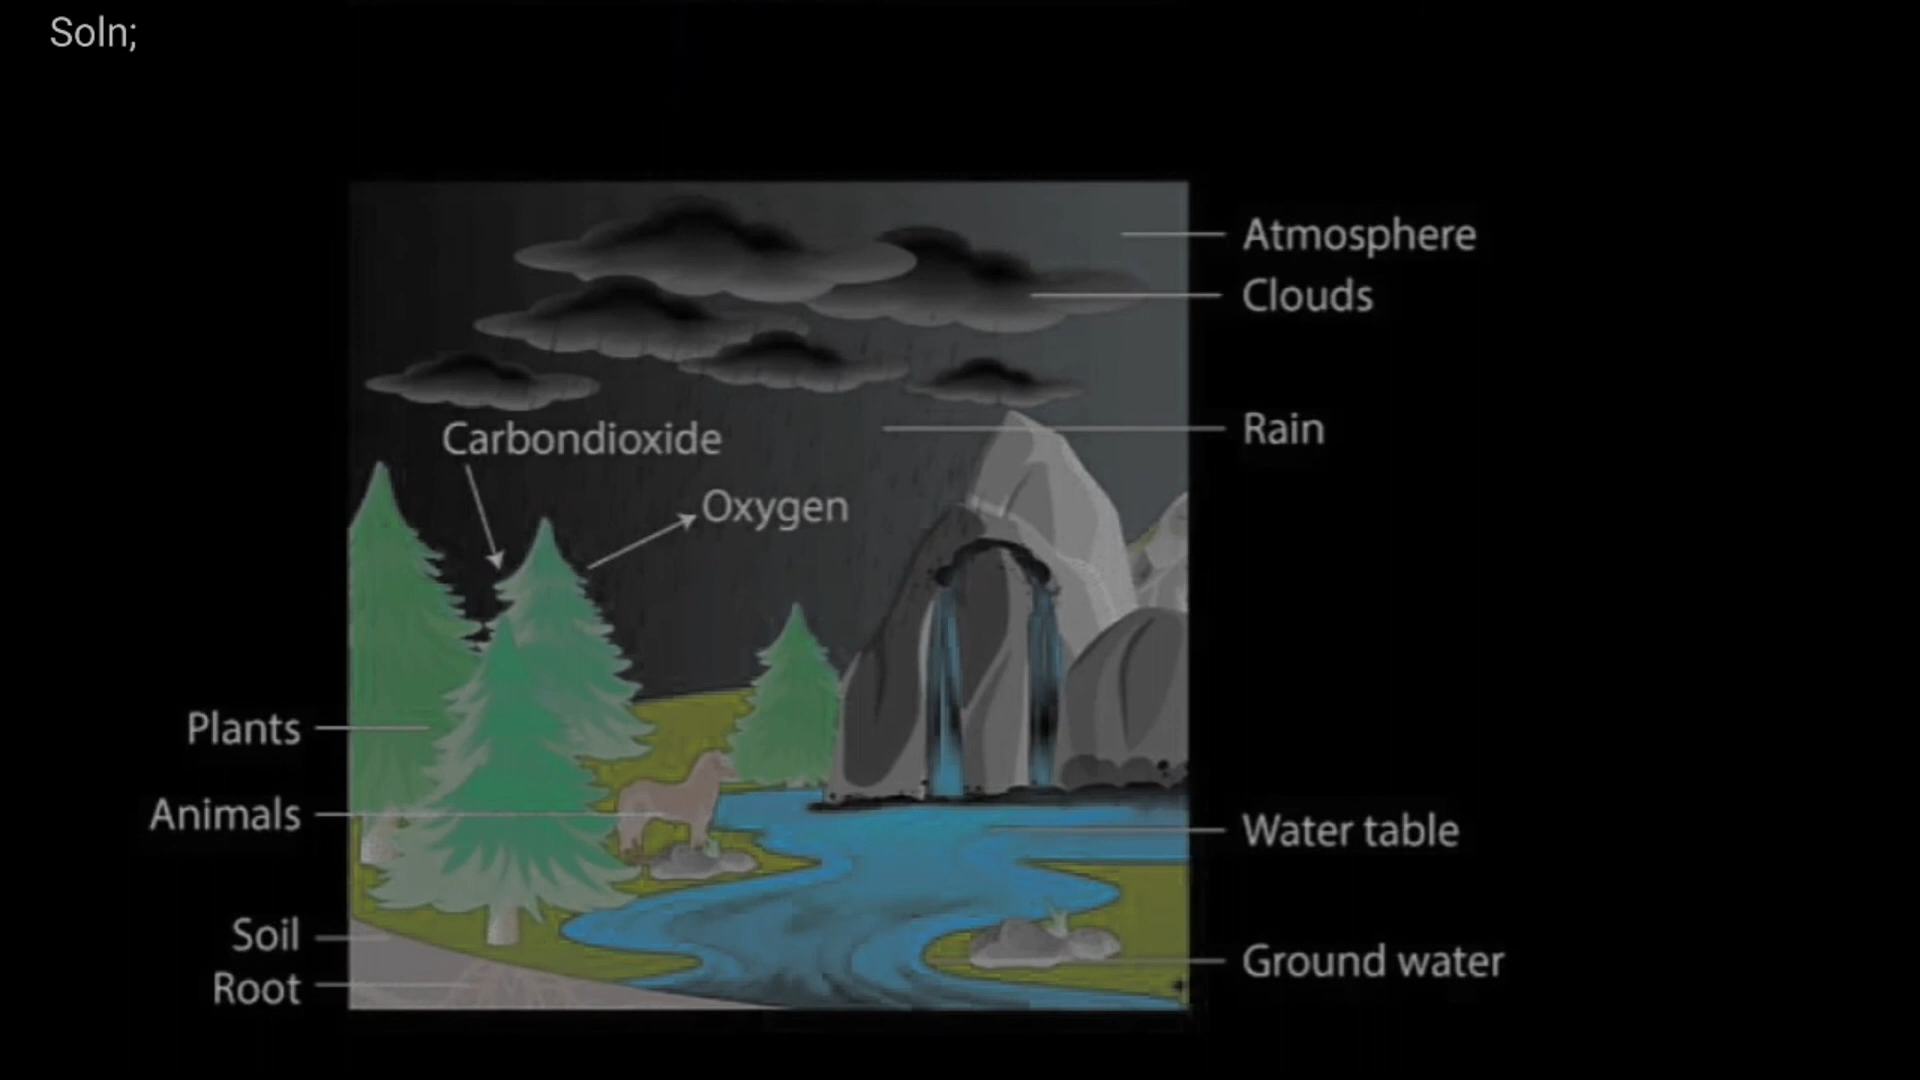 Soln;
Atmosphere
Clouds
Rain
Carbondioxide
Oxygen
Plants
Animals
Soil
Root
Water table
Ground water